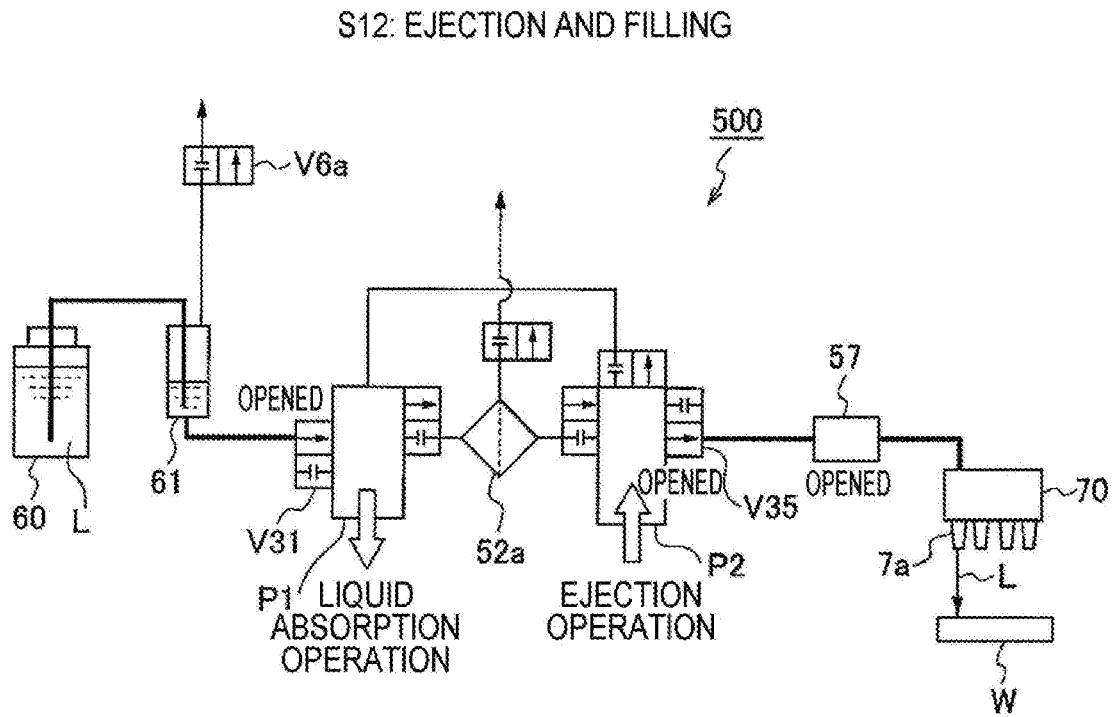 S12: EJECTION AND FILLING
500
V6a
57
OPENED
61
60
L
V31
OPENED
V35
OPENED
70
52a
7a
P1
P2
L
LIQUID
ABSORPTION
OPERATION
EJECTION
OPERATION
W